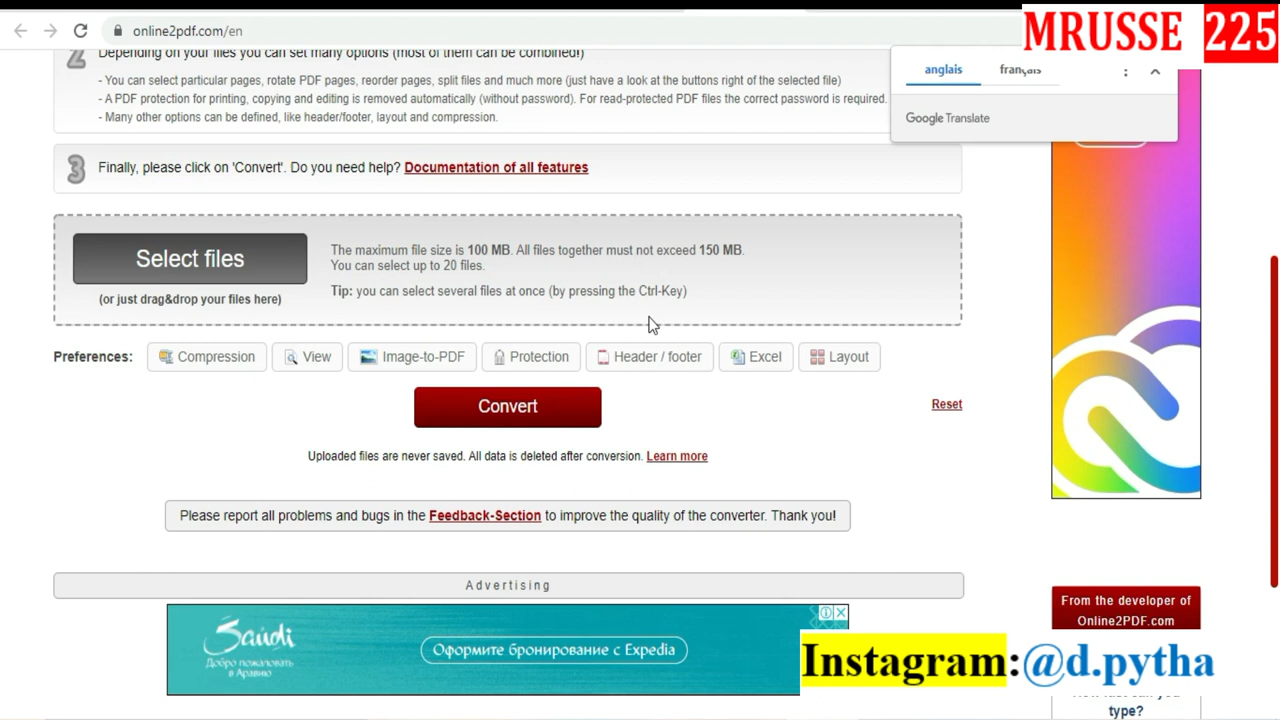 online2pdf.com/en
MRUSSE 225
2 Depending on your files you can set many options (most of them can be combined!)
- You can select particular pages, rotate PDF pages, reorder pages, split files and much more (just have a look at the buttons right of the selected file)
- A PDF protection for printing, copying and editing is removed automatically (without password). For read-protected PDF files the correct password is required.
- Many other options can be defined, like header/footer, layout and compression.
anglais français
Google Translate
3 Finally, please click on 'Convert'. Do you need help? Documentation of all features
Select files
(or just drag&drop your files here)
The maximum file size is 100 MB. All files together must not exceed 150 MB.
You can select up to 20 files.
Tip: you can select several files at once (by pressing the Ctrl-Key)
Preferences: Compression View Image-to-PDF Protection Header / footer Excel Layout
Convert
Reset
Uploaded files are never saved. All data is deleted after conversion. Learn more
Please report all problems and bugs in the Feedback-Section to improve the quality of the converter. Thank you!
Advertising
Saudi
Добро пожаловать
в Аравию
Оформите бронирование с Expedia
From the developer of
Online2PDF.com
Instagram:@d.pytha
How fast can you
type?